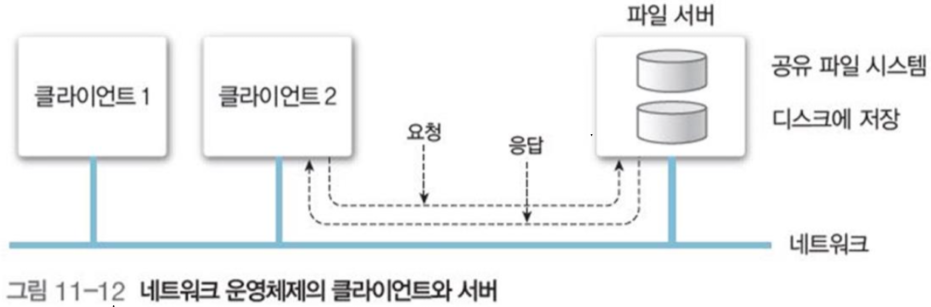 파일 서버
클라이언트 1
클라이언트 2
공유 파일 시스템
디스크에 저장
요청
응답
네트워크
그림 11-12 네트워크 운영체제의 클라이언트와 서버